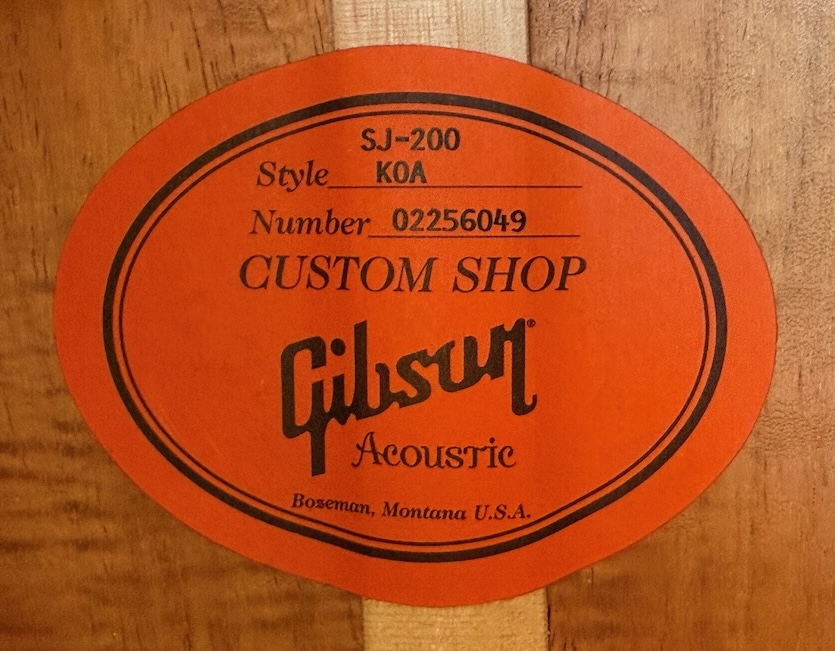 SJ-200
Style KOA
Number 02256049
CUSTOM SHOP
Gibson®
Acoustic
Bozeman, Montana U.S.A.